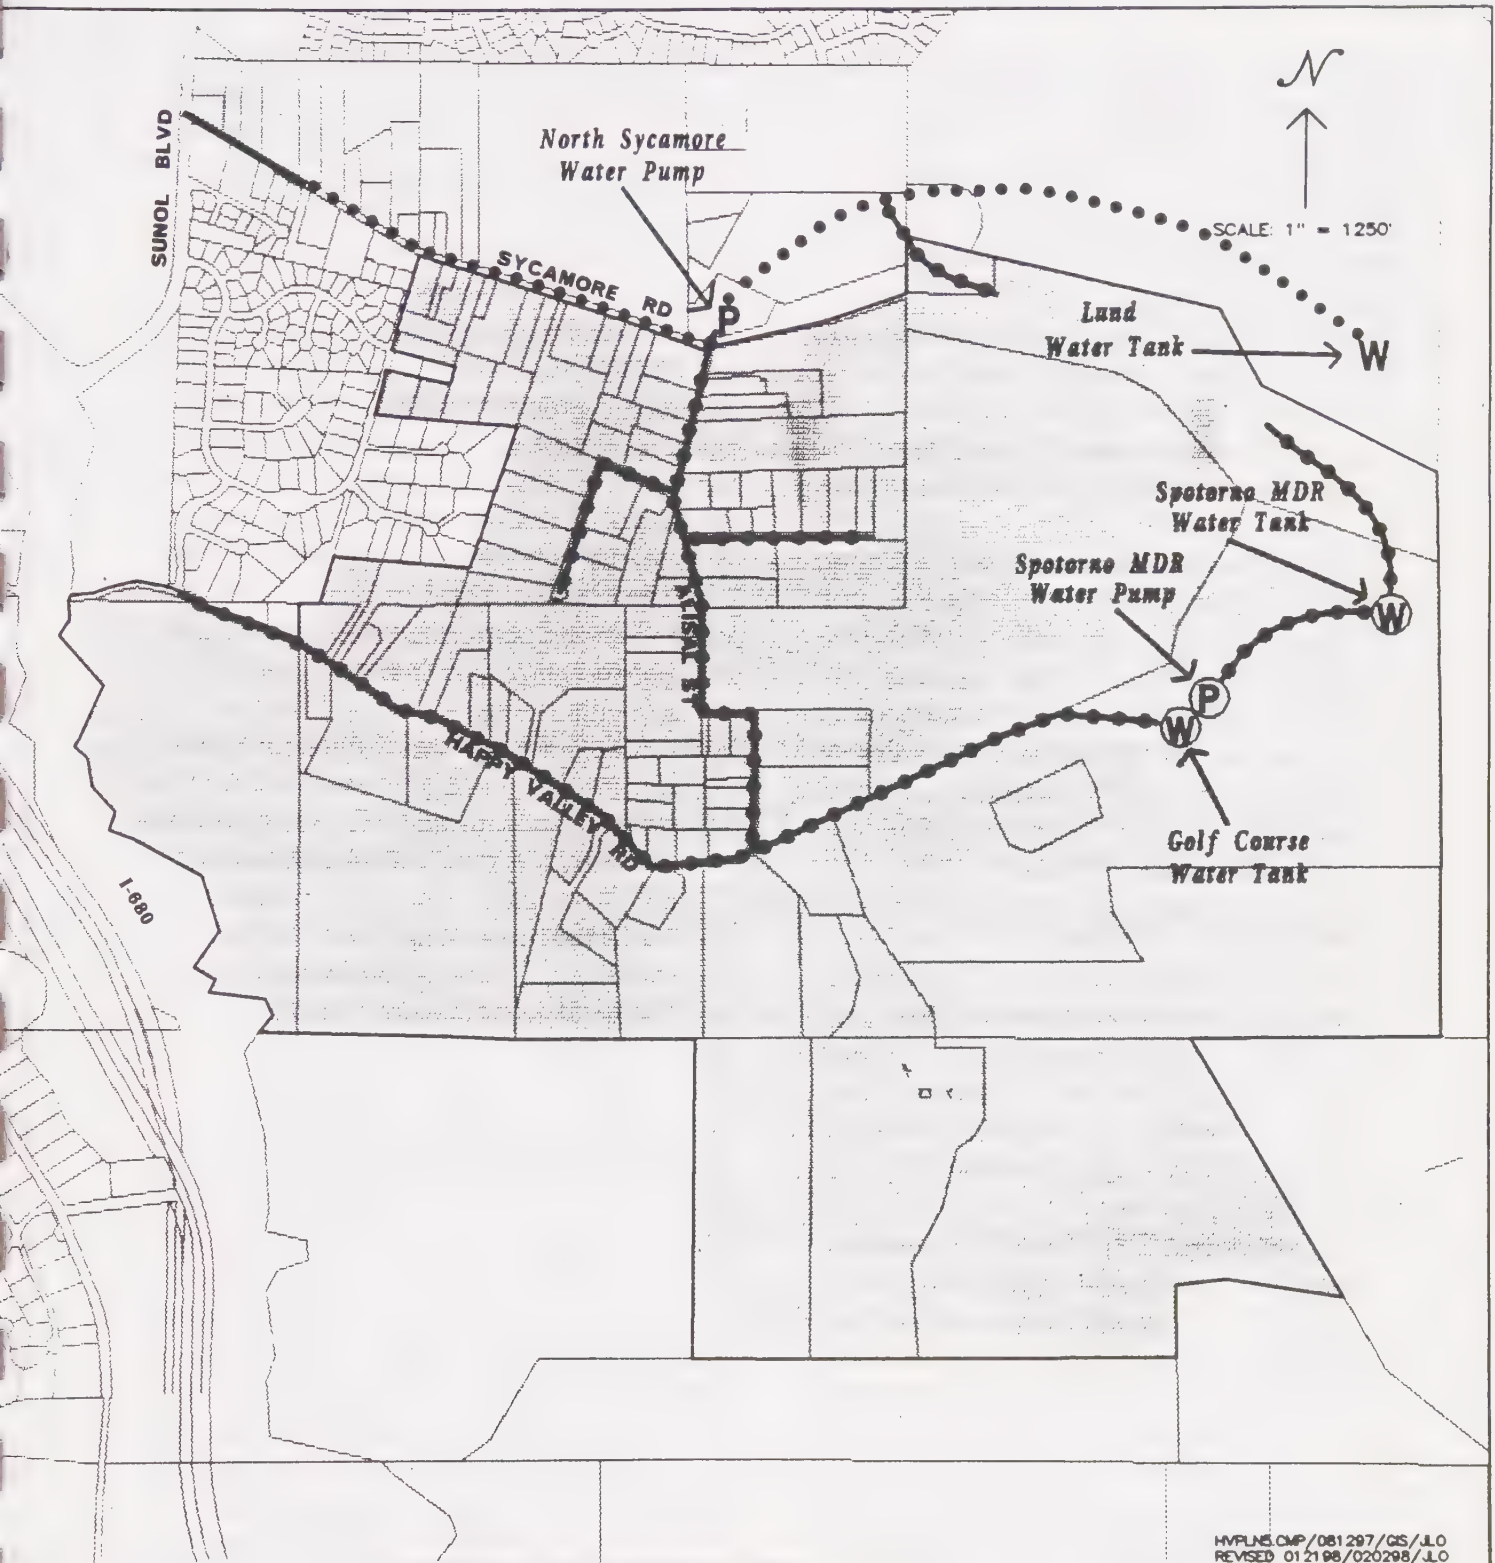 N
SUNOL BLVD
North Sycamore
Water Pump
SCALE: 1" = 1250'
SYCAMORE RD
P
Lund
Water Tank
W
Spotorno MDR
Water Tank
Spotorno MDR
Water Pump
W
P
W
HAPPY VALLEY RD
Golf Course
Water Tank
I-680
HVPLN5.CMP/081297/GIS/JLO
REVISED 012198/020298/JLO